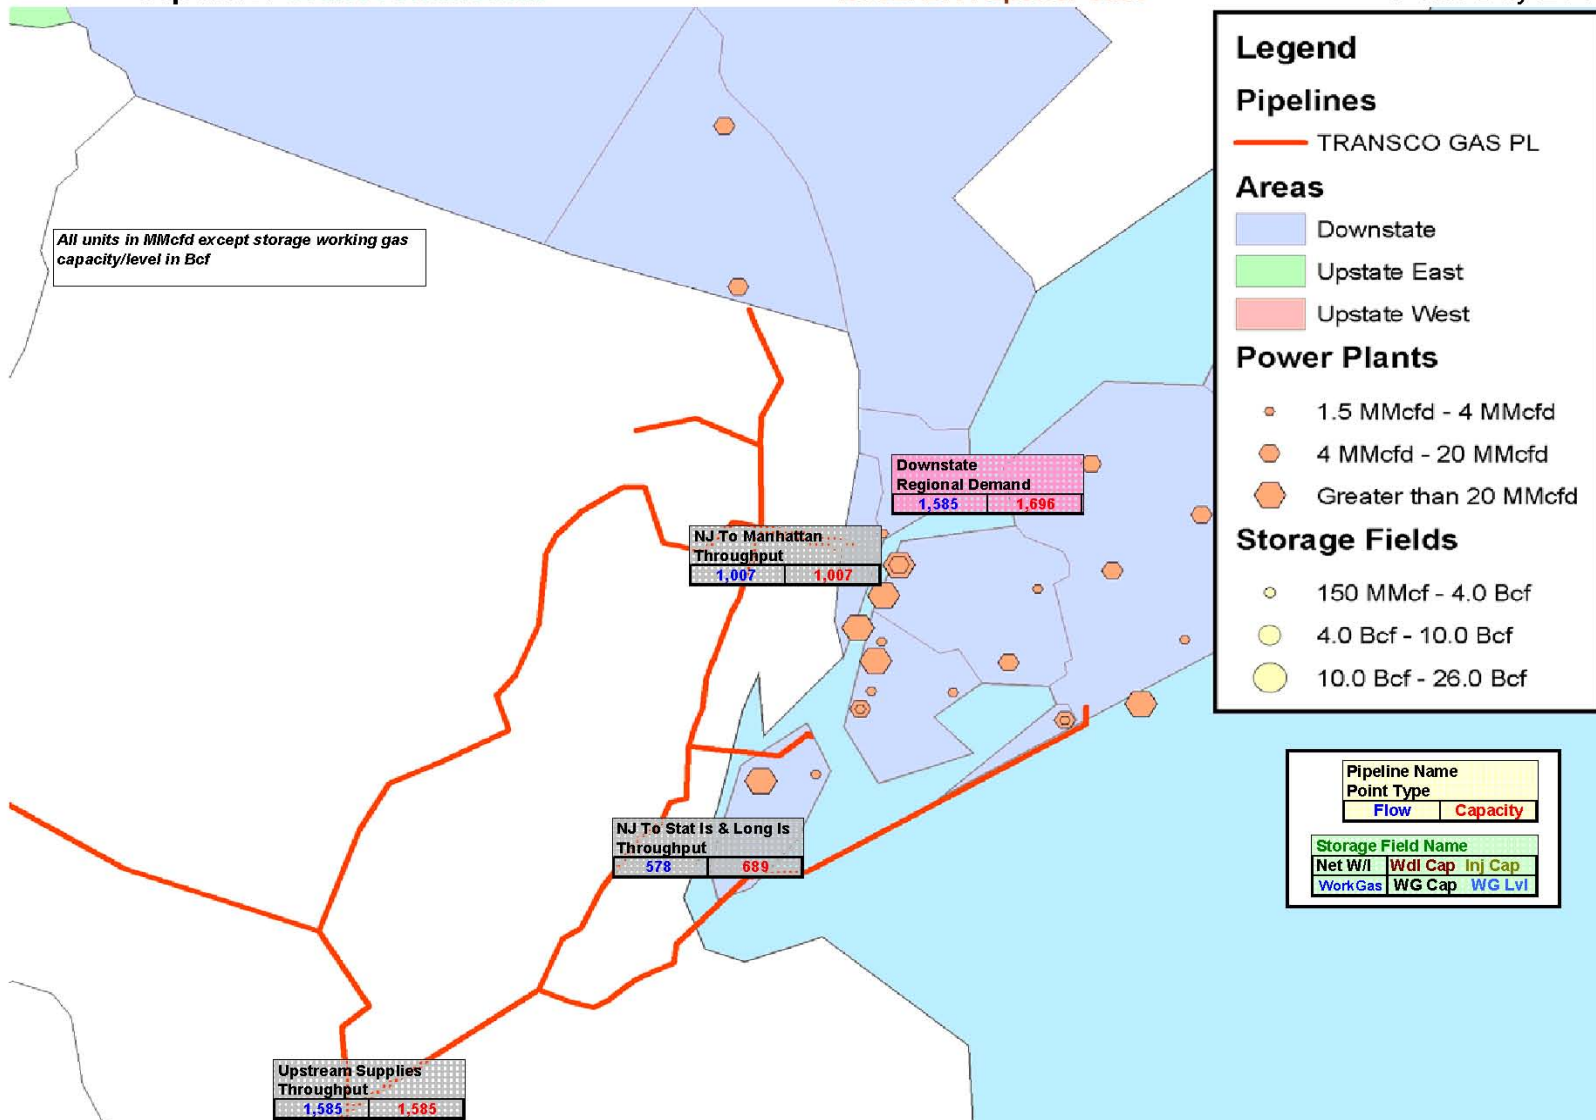 All units in MMcfd except storage working gas
capacity/level in Bcf
Downstate
Regional Demand
1,585 1,696
NJ To Manhattan
Throughput
1,007 1,007
NJ To Stat Is & Long Is
Throughput
578 689
Upstream Supplies
Throughput
1,585 1,585
Legend
Pipelines
TRANSCO GAS PL
Areas
Downstate
Upstate East
Upstate West
Power Plants
1.5 MMcfd - 4 MMcfd
4 MMcfd - 20 MMcfd
Greater than 20 MMcfd
Storage Fields
150 MMcf - 4.0 Bcf
4.0 Bcf - 10.0 Bcf
10.0 Bcf - 26.0 Bcf
Pipeline Name
Point Type
Flow Capacity
Storage Field Name
Net W/I Wdl Cap Inj Cap
WorkGas WG Cap WG Lvl